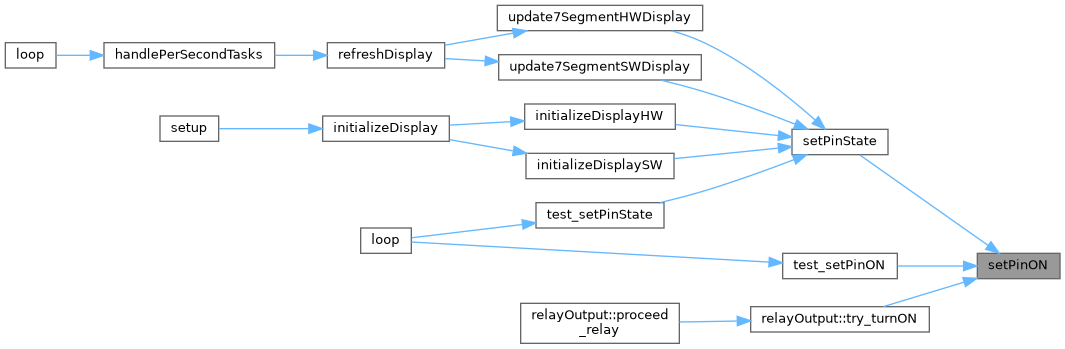 update7SegmentHWDisplay
loop
handlePerSecondTasks
refreshDisplay
update7SegmentSWDisplay
initializeDisplayHW
setup
initializeDisplay
setPinState
initializeDisplaySW
test_setPinState
loop
test_setPinON
setPinON
relayOutput::proceed
_relay
relayOutput::try_turnON